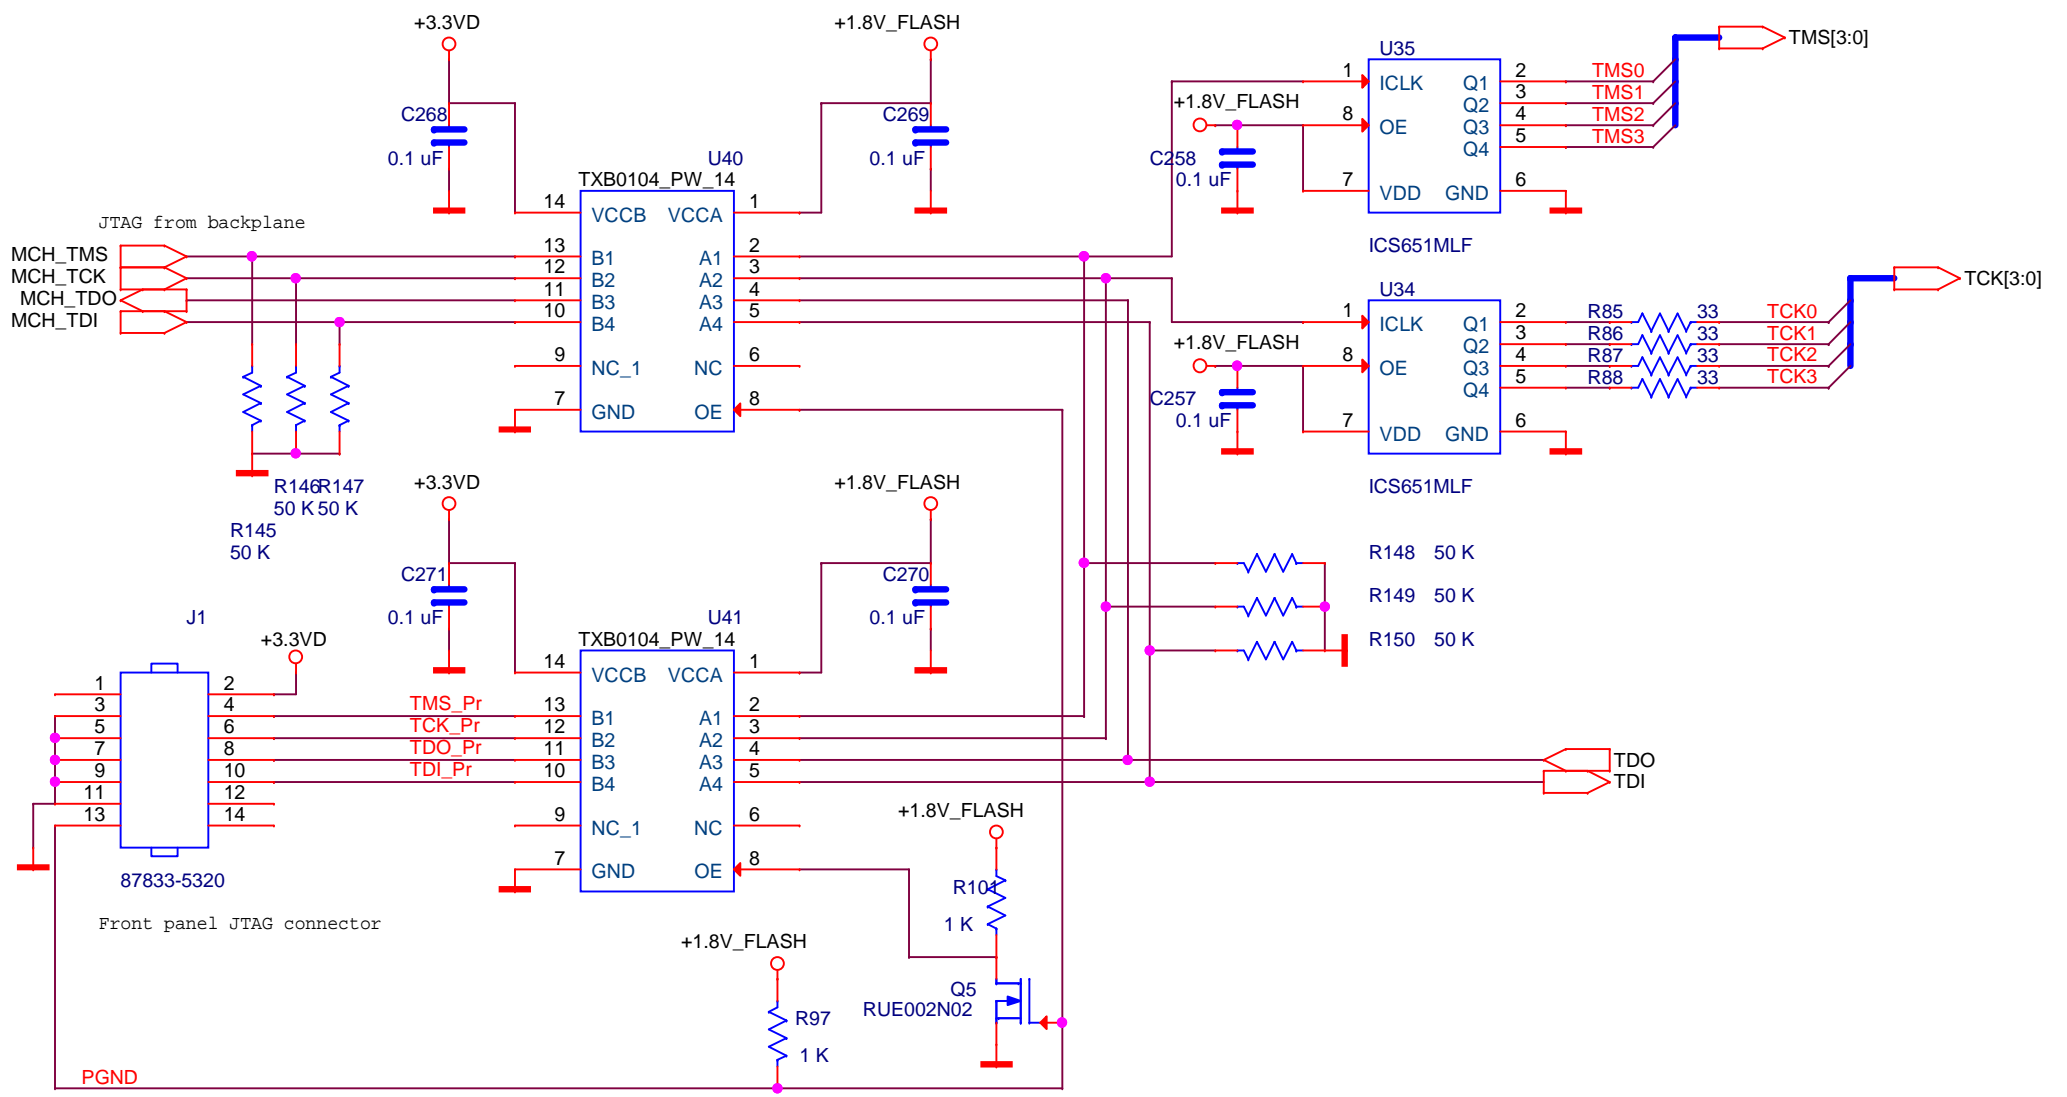 +3.3VD
+1.8V_FLASH
C268
0.1 uF
C269
0.1 uF
U40
TXB0104_PW_14
14 VCCB VCCA 1
13 B1 A1 2
12 B2 A2 3
11 B3 A3 4
10 B4 A4 5
9 NC_1 NC 6
7 GND OE 8
JTAG from backplane
MCH_TMS
MCH_TCK
MCH_TDO
MCH_TDI
R146 R147
50 K 50 K
R145
50 K
U35
1 ICLK Q1 2 TMS0
Q2 3 TMS1
8 OE Q3 4 TMS2
Q4 5 TMS3
7 VDD GND 6
ICS651MLF
+1.8V_FLASH
C258
0.1 uF
TMS[3:0]
U34
1 ICLK Q1 2 R85 33 TCK0
Q2 3 R86 33 TCK1
8 OE Q3 4 R87 33 TCK2
Q4 5 R88 33 TCK3
7 VDD GND 6
ICS651MLF
+1.8V_FLASH
C257
0.1 uF
TCK[3:0]
R148 50 K
R149 50 K
R150 50 K
+3.3VD
+1.8V_FLASH
C271
0.1 uF
C270
0.1 uF
U41
TXB0104_PW_14
14 VCCB VCCA 1
TMS_Pr 13 B1 A1 2
TCK_Pr 12 B2 A2 3
TDO_Pr 11 B3 A3 4
TDI_Pr 10 B4 A4 5
9 NC_1 NC 6
7 GND OE 8
TDO
TDI
J1
+3.3VD
1 2
3 4
5 6
7 8
9 10
11 12
13 14
87833-5320
Front panel JTAG connector
+1.8V_FLASH
R101
1 K
+1.8V_FLASH
Q5
RUE002N02
R97
1 K
PGND